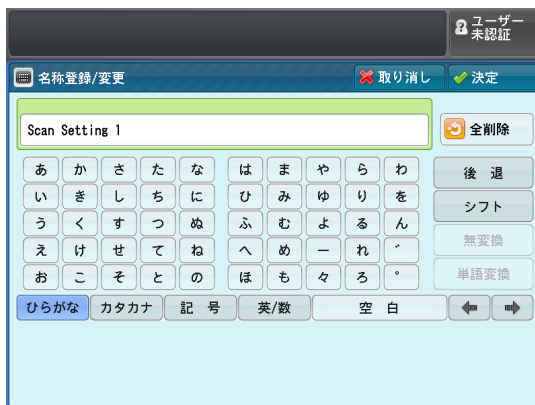 ユーザー
未認証
名称登録/変更
取り消し
決定
Scan Setting 1
全削除
あ か さ た な は ま や ら わ
後 退
い き し ち に ひ み ゆ り を
シフト
う く す つ ぬ ふ む よ る ん
え け せ て ね へ め ー れ ゛
無変換
お こ そ と の ほ も 々 ろ ゜
単語変換
ひらがな カタカナ 記 号 英/数 空 白